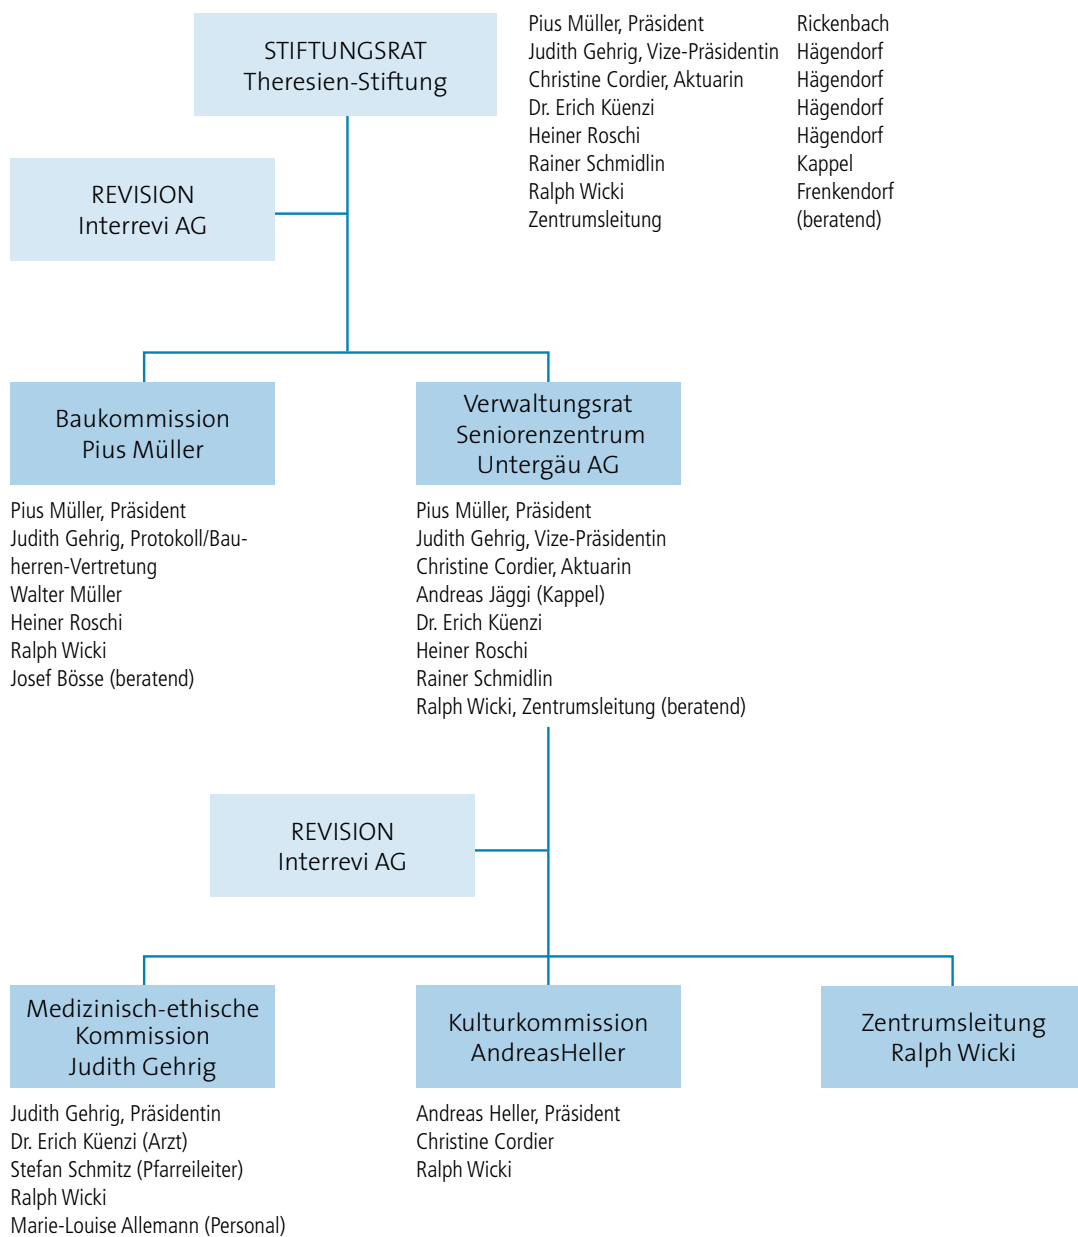 STIFTUNGSRAT
Theresien-Stiftung
Pius Müller, Präsident Rickenbach
Judith Gehrig, Vize-Präsidentin Hägendorf
Christine Cordier, Aktuarin Hägendorf
Dr. Erich Küenzi Hägendorf
Heiner Roschi Hägendorf
Rainer Schmidlin Kappel
Ralph Wicki Frenkendorf
Zentrumsleitung (beratend)
REVISION
Interrevi AG
Baukommission
Pius Müller
Pius Müller, Präsident
Judith Gehrig, Protokoll/Bau-
herren-Vertretung
Walter Müller
Heiner Roschi
Ralph Wicki
Josef Bösse (beratend)
Verwaltungsrat
Seniorenzentrum
Untergäu AG
Pius Müller, Präsident
Judith Gehrig, Vize-Präsidentin
Christine Cordier, Aktuarin
Andreas Jäggi (Kappel)
Dr. Erich Küenzi
Heiner Roschi
Rainer Schmidlin
Ralph Wicki, Zentrumsleitung (beratend)
REVISION
Interrevi AG
Medizinisch-ethische
Kommission
Judith Gehrig
Judith Gehrig, Präsidentin
Dr. Erich Küenzi (Arzt)
Stefan Schmitz (Pfarreileiter)
Ralph Wicki
Marie-Louise Allemann (Personal)
Kulturkommission
AndreasHeller
Andreas Heller, Präsident
Christine Cordier
Ralph Wicki
Zentrumsleitung
Ralph Wicki